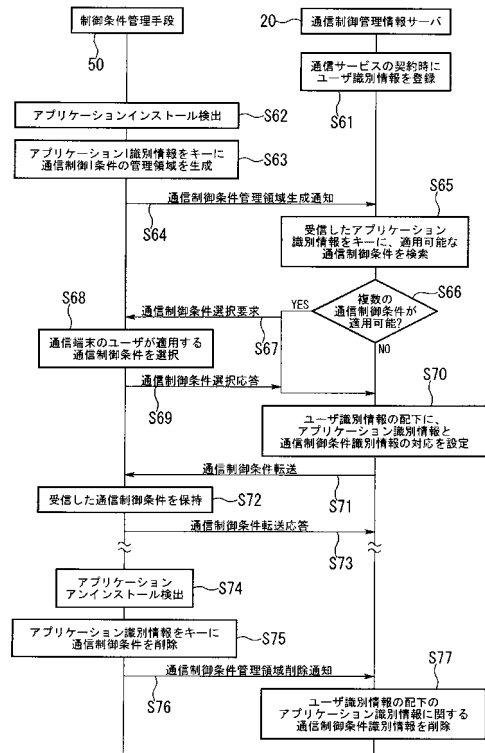 制御条件管理手段
50
20
通信制御管理情報サーバ
通信サービスの契約時に
ユーザ識別情報を登録
S61
アプリケーションインストール検出
S62
アプリケーション|識別情報をキーに
通信制御|条件の管理領域を生成
S63
通信制御条件管理領域生成通知
S64
S65
受信したアプリケーション
識別情報をキーに、適用可能な
通信制御条件を検索
S66
複数の
通信制御条件が
適用可能?
YES
NO
通信制御条件選択要求
S67
S68
通信端末のユーザが適用する
通信制御条件を選択
通信制御条件選択応答
S69
S70
ユーザ識別情報の配下に、
アプリケーション識別情報と
通信制御条件識別情報の対応を設定
通信制御条件転送
S71
受信した通信制御条件を保持
S72
通信制御条件転送応答
S73
アプリケーション
アンインストール検出
S74
アプリケーション識別情報をキーに
通信制御条件を削除
S75
通信制御条件管理領域削除通知
S76
S77
ユーザ識別情報の配下の
アプリケーション識別情報に関する
通信制御条件識別情報を削除